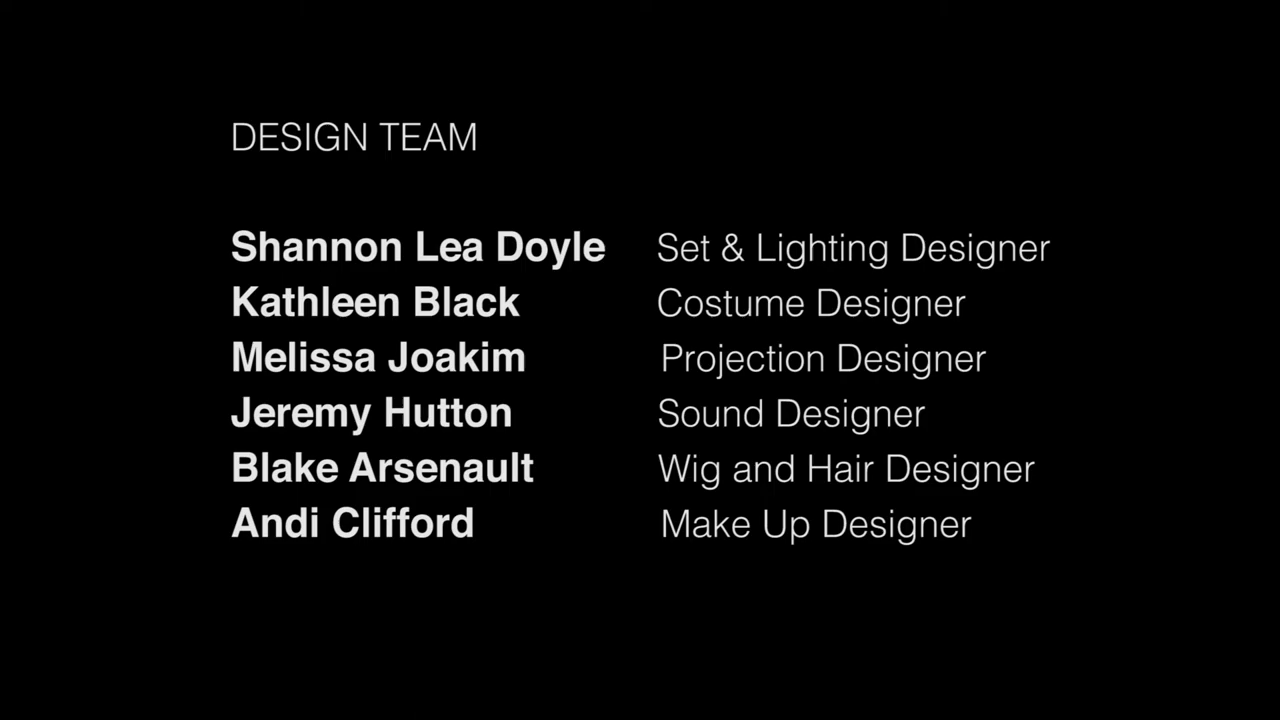 DESIGN TEAM
Shannon Lea Doyle Set & Lighting Designer
Kathleen Black Costume Designer
Melissa Joakim Projection Designer
Jeremy Hutton Sound Designer
Blake Arsenault Wig and Hair Designer
Andi Clifford Make Up Designer